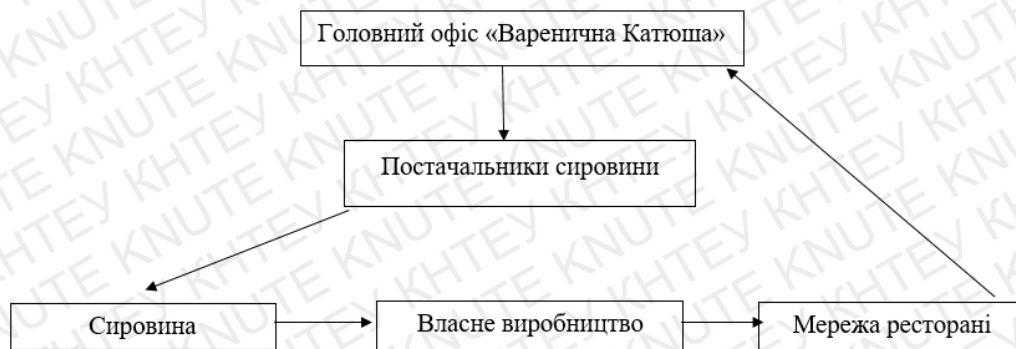 Головний офіс «Варенична Катюша»
Постачальники сировини
Сировина
Власне виробництво
Мережа ресторані